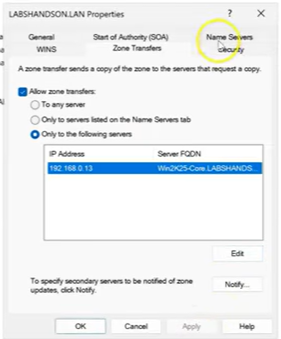 LABSHANDSON.LAN Properties
General Start of Authority (SOA) Name Servers
WINS Zone Transfers Security
A zone transfer sends a copy of the zone to the servers that request a copy.
Allow zone transfers:
To any server
Only to servers listed on the Name Servers tab
Only to the following servers
IP Address Server FQDN
192.168.0.13 Win2K25-Core.LABSHANDS...
Edit
To specify secondary servers to be notified of zone
updates, click Notify.
Notify...
OK Cancel Apply Help